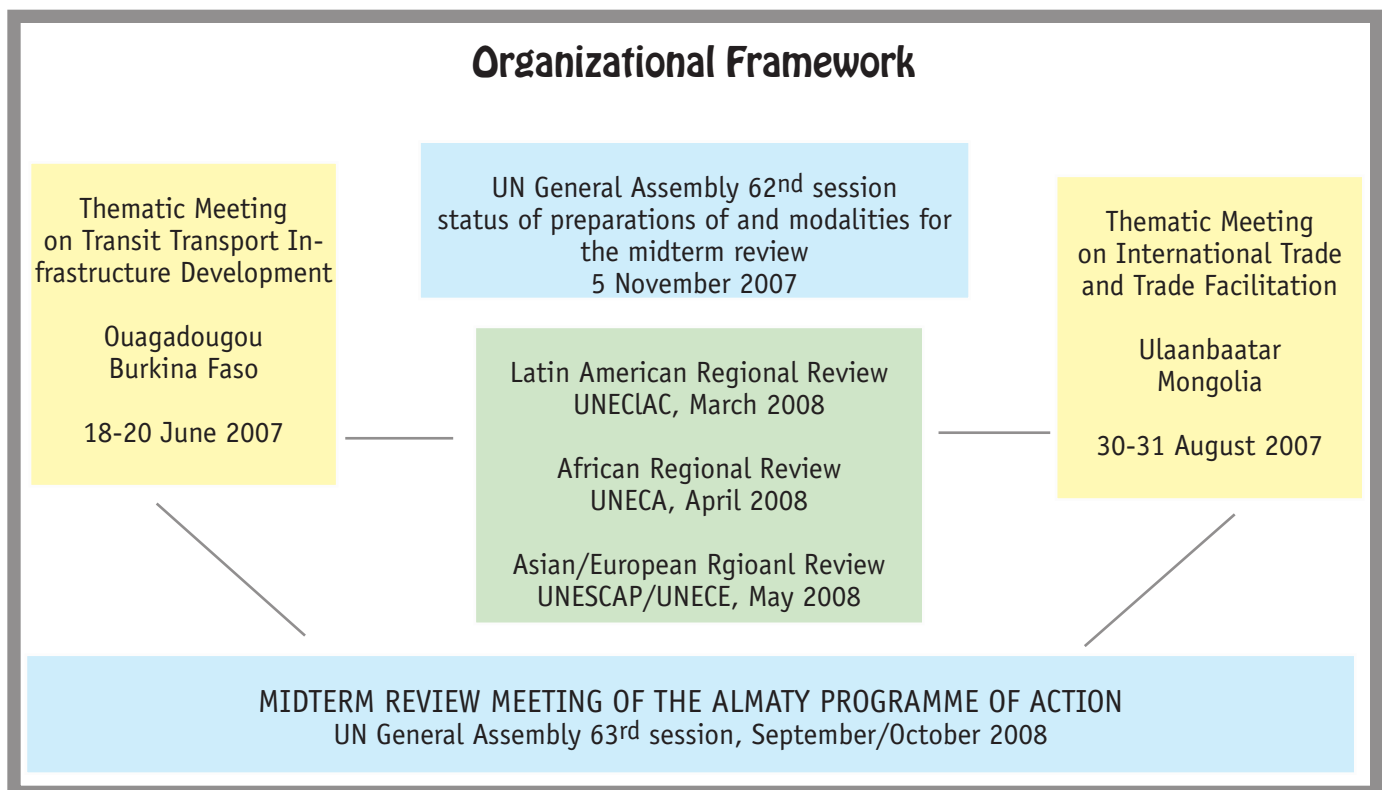 Organizational Framework
Thematic Meeting
on Transit Transport In-
frastructure Development
Ouagadougou
Burkina Faso
18-20 June 2007
UN General Assembly 62nd session
status of preparations of and modalities for
the midterm review
5 November 2007
Latin American Regional Review
UNEClAC, March 2008
African Regional Review
UNECA, April 2008
Asian/European Rgioanl Review
UNESCAP/UNECE, May 2008
Thematic Meeting
on International Trade
and Trade Facilitation
Ulaanbaatar
Mongolia
30-31 August 2007
MIDTERM REVIEW MEETING OF THE ALMATY PROGRAMME OF ACTION
UN General Assembly 63rd session, September/October 2008